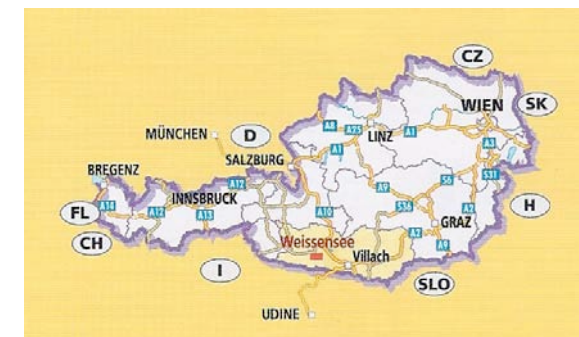 CZ
WIEN
SK
A8
A25
LINZ
A1
MÜNCHEN
D
A1
A3
SALZBURG
BREGENZ
A12
A9
S6
S31
INNSBRUCK
A14
A12
A13
A10
S36
A2
H
FL
GRAZ
CH
Weissensee
A2
A9
I
Villach
SLO
UDINE